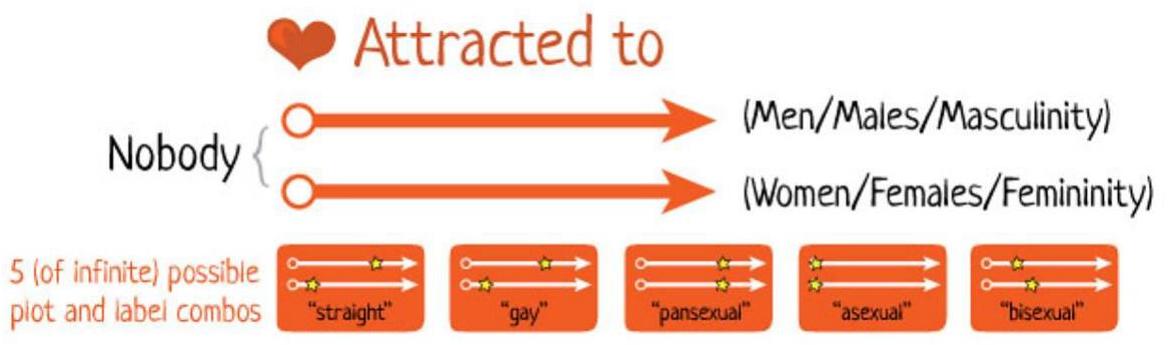 Attracted to
(Men/Males/Masculinity)
Nobody
(Women/Females/Femininity)
5 (of infinite) possible
plot and label combos
"straight"
"gay"
"pansexual"
"asexual"
"bisexual"